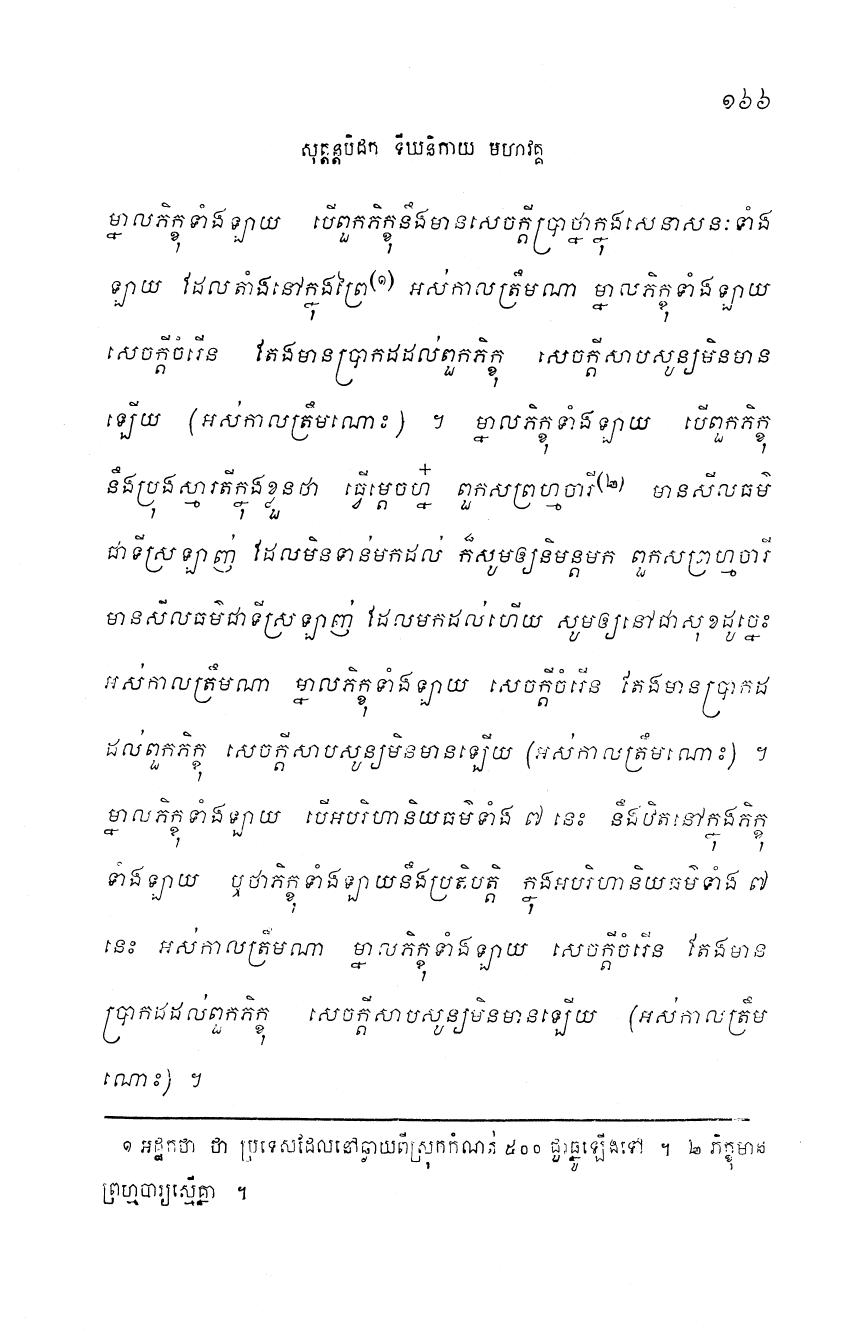 ១៦៦
សុត្តន្តបិដក ទីឃនិកាយ មហាវគ្គ
ម្នាលភិក្ខុទាំងឡាយ បើពួកភិក្ខុនឹងមានសេចក្តីប្រាថ្នាក្នុងសេនាសនៈទាំង
ឡាយ ដែលតាំងនៅក្នុងព្រៃ(១) អស់កាលត្រឹមណា ម្នាលភិក្ខុទាំងឡាយ
សេចក្តីចំរើន តែងមានប្រាកដដល់ពួកភិក្ខុ សេចក្តីសាបសូន្យមិនមាន
ឡើយ (អស់កាលត្រឹមណោះ) ។ ម្នាលភិក្ខុទាំងឡាយ បើពួកភិក្ខុ
នឹងប្រុងស្មារតីក្នុងខ្លួនថា ធ្វើម្តេចហ្ន៎ ពួកសព្រហ្មចារី(២) មានសីលធម៌
ជាទីស្រឡាញ់ ដែលមិនទាន់មកដល់ ក៏សូមឲ្យនិមន្តមក ពួកសព្រហ្មចារី
មានសីលធម៌ជាទីស្រឡាញ់ ដែលមកដល់ហើយ សូមឲ្យនៅជាសុខដូច្នេះ
អស់កាលត្រឹមណា ម្នាលភិក្ខុទាំងឡាយ សេចក្តីចំរើន តែងមានប្រាកដ
ដល់ពួកភិក្ខុ សេចក្តីសាបសូន្យមិនមានឡើយ (អស់កាលត្រឹមណោះ) ។
ម្នាលភិក្ខុទាំងឡាយ បើអបរិហានិយធម៌ទាំង ៧ នេះ នឹងឋិតនៅក្នុងភិក្ខុ
ទាំងឡាយ ឬថាភិក្ខុទាំងឡាយនឹងប្រតិបត្តិ ក្នុងអបរិហានិយធម៌ទាំង ៧
នេះ អស់កាលត្រឹមណា ម្នាលភិក្ខុទាំងឡាយ សេចក្តីចំរើន តែងមាន
ប្រាកដដល់ពួកភិក្ខុ សេចក្តីសាបសូន្យមិនមានឡើយ (អស់កាលត្រឹម
ណោះ) ។
១ អដ្ឋកថា ថា ប្រទេសដែលនៅឆ្ងាយពីស្រុកកំណត់ ៥០០ ជួរធ្នូឡើងទៅ ។ ២ ភិក្ខុមាន
ព្រហ្មចារ្យស្មើគ្នា ។